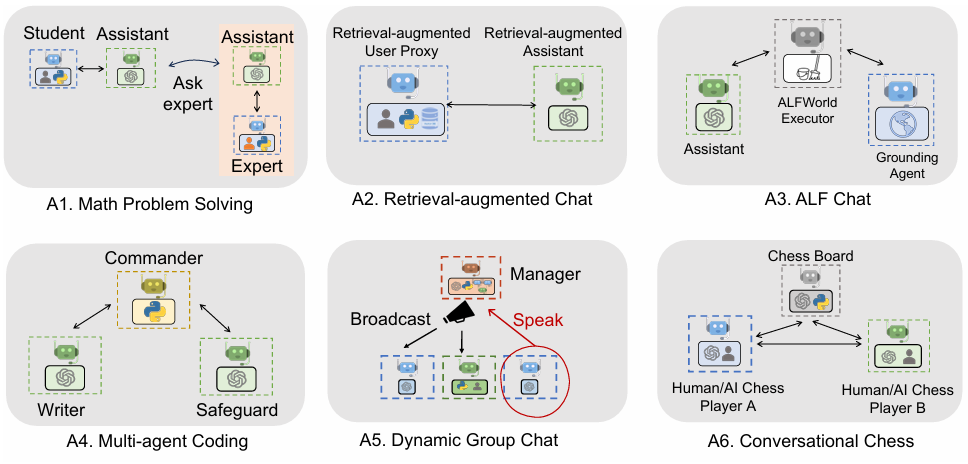 Student
Assistant
Ask
expert
Assistant
Expert
A1. Math Problem Solving
Retrieval-augmented
User Proxy
Retrieval-augmented
Assistant
A2. Retrieval-augmented Chat
ALFWorld
Executor
Assistant
Grounding
Agent
A3. ALF Chat
Commander
Writer
Safeguard
A4. Multi-agent Coding
Manager
Broadcast
Speak
A5. Dynamic Group Chat
Chess Board
Human/AI Chess
Player A
Human/AI Chess
Player B
A6. Conversational Chess